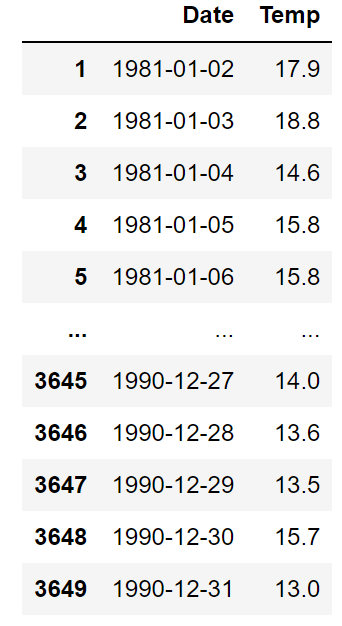 Date Temp
1 1981-01-02 17.9
2 1981-01-03 18.8
3 1981-01-04 14.6
4 1981-01-05 15.8
5 1981-01-06 15.8
... ... ...
3645 1990-12-27 14.0
3646 1990-12-28 13.6
3647 1990-12-29 13.5
3648 1990-12-30 15.7
3649 1990-12-31 13.0